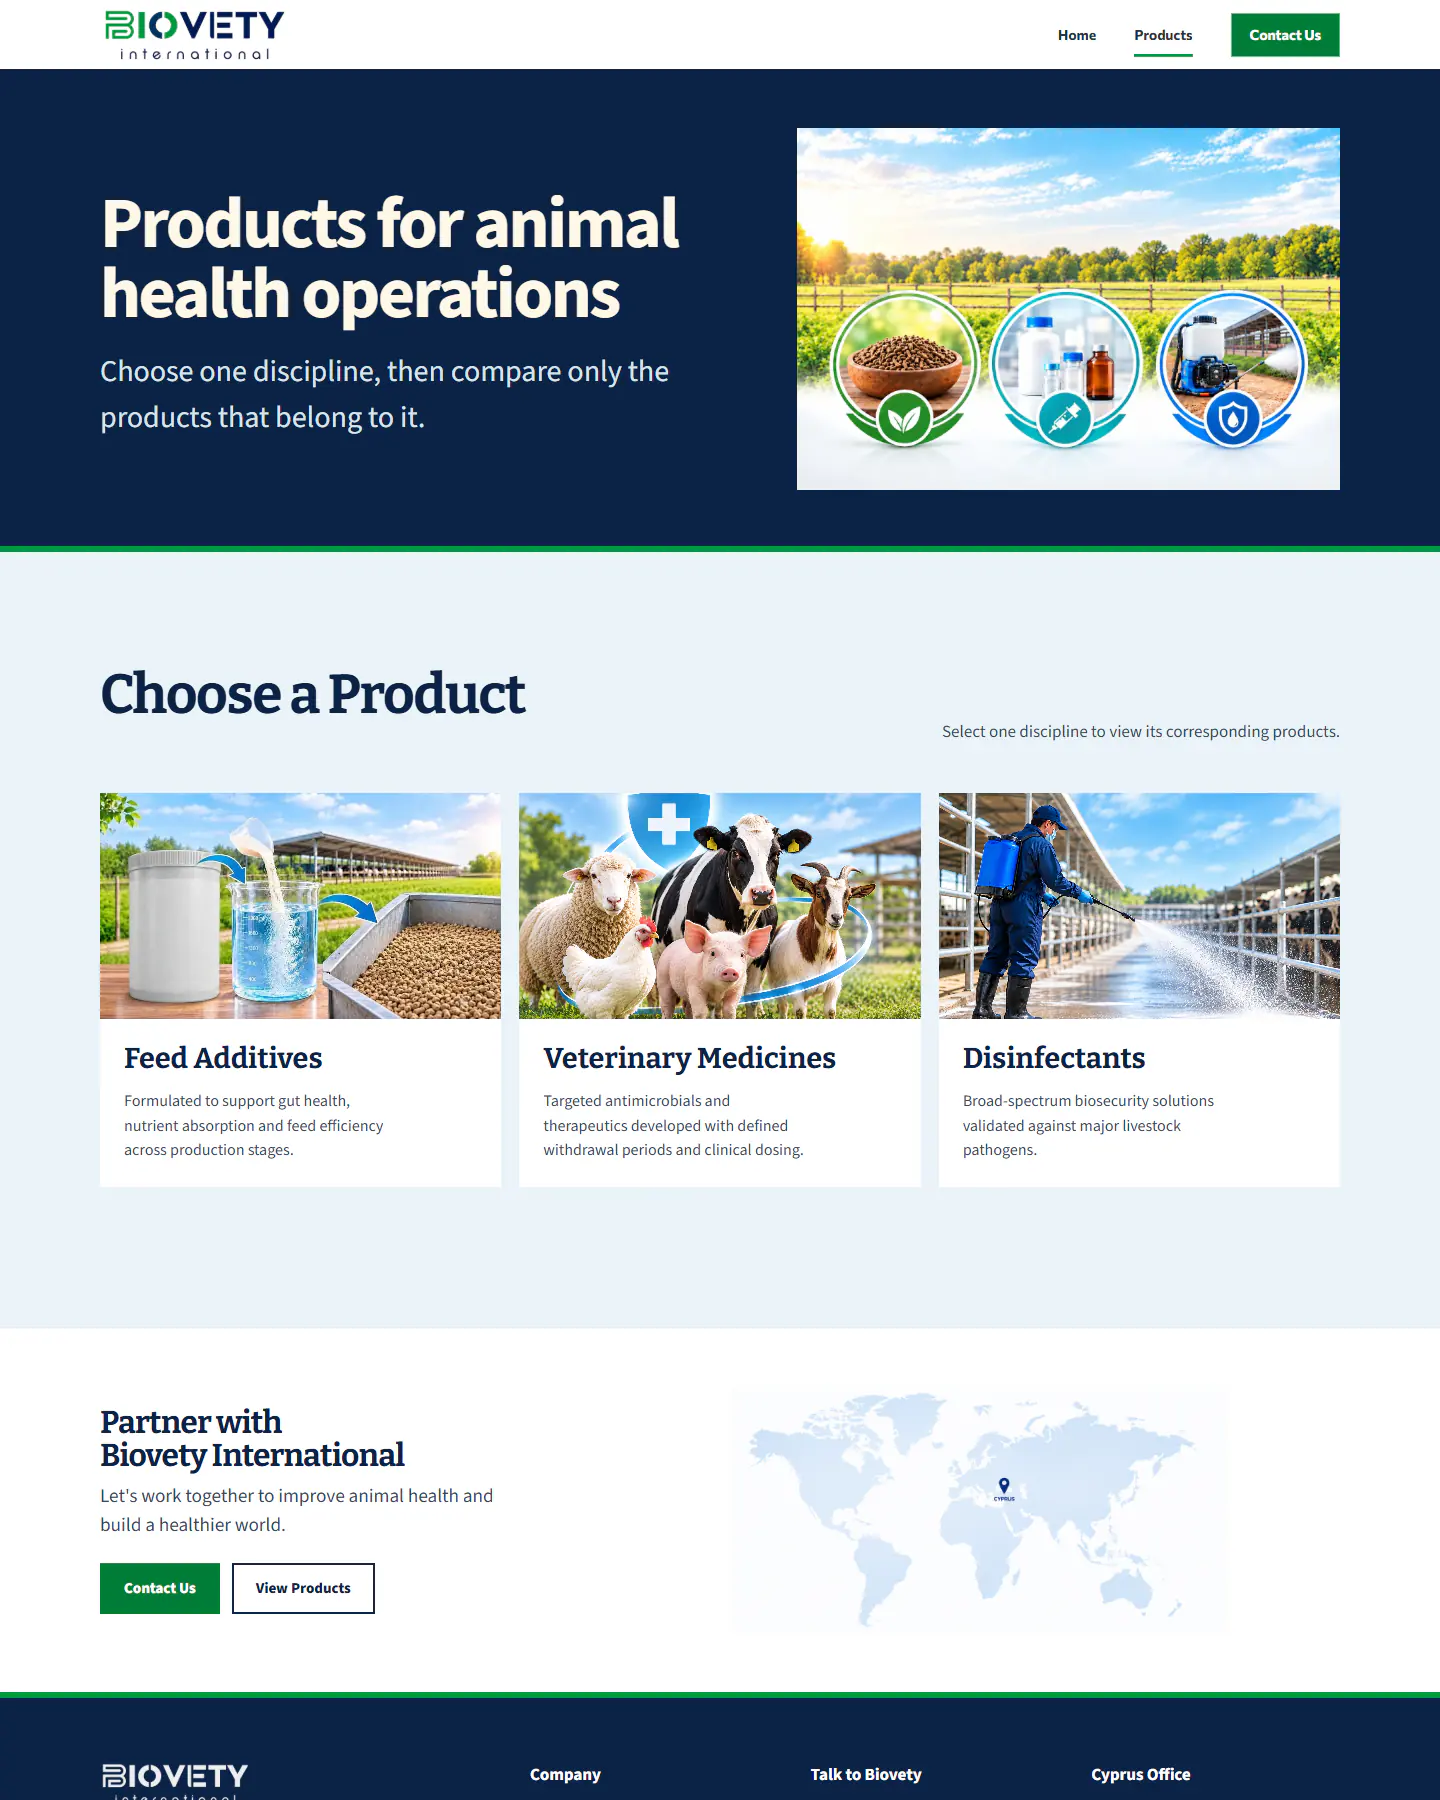 BIOVETY
international
Home
Products
Contact Us
Products for animal
health operations
Choose one discipline, then compare only the
products that belong to it.
Choose a Product
Select one discipline to view its corresponding products.
Feed Additives
Formulated to support gut health,
nutrient absorption and feed efficiency
across production stages.
Veterinary Medicines
Targeted antimicrobials and
therapeutics developed with defined
withdrawal periods and clinical dosing.
Disinfectants
Broad-spectrum biosecurity solutions
validated against major livestock
pathogens.
Partner with
Biovety International
Let's work together to improve animal health and
build a healthier world.
Contact Us
View Products
CYPRUS
BIOVETY
international
Company
Talk to Biovety
Cyprus Office